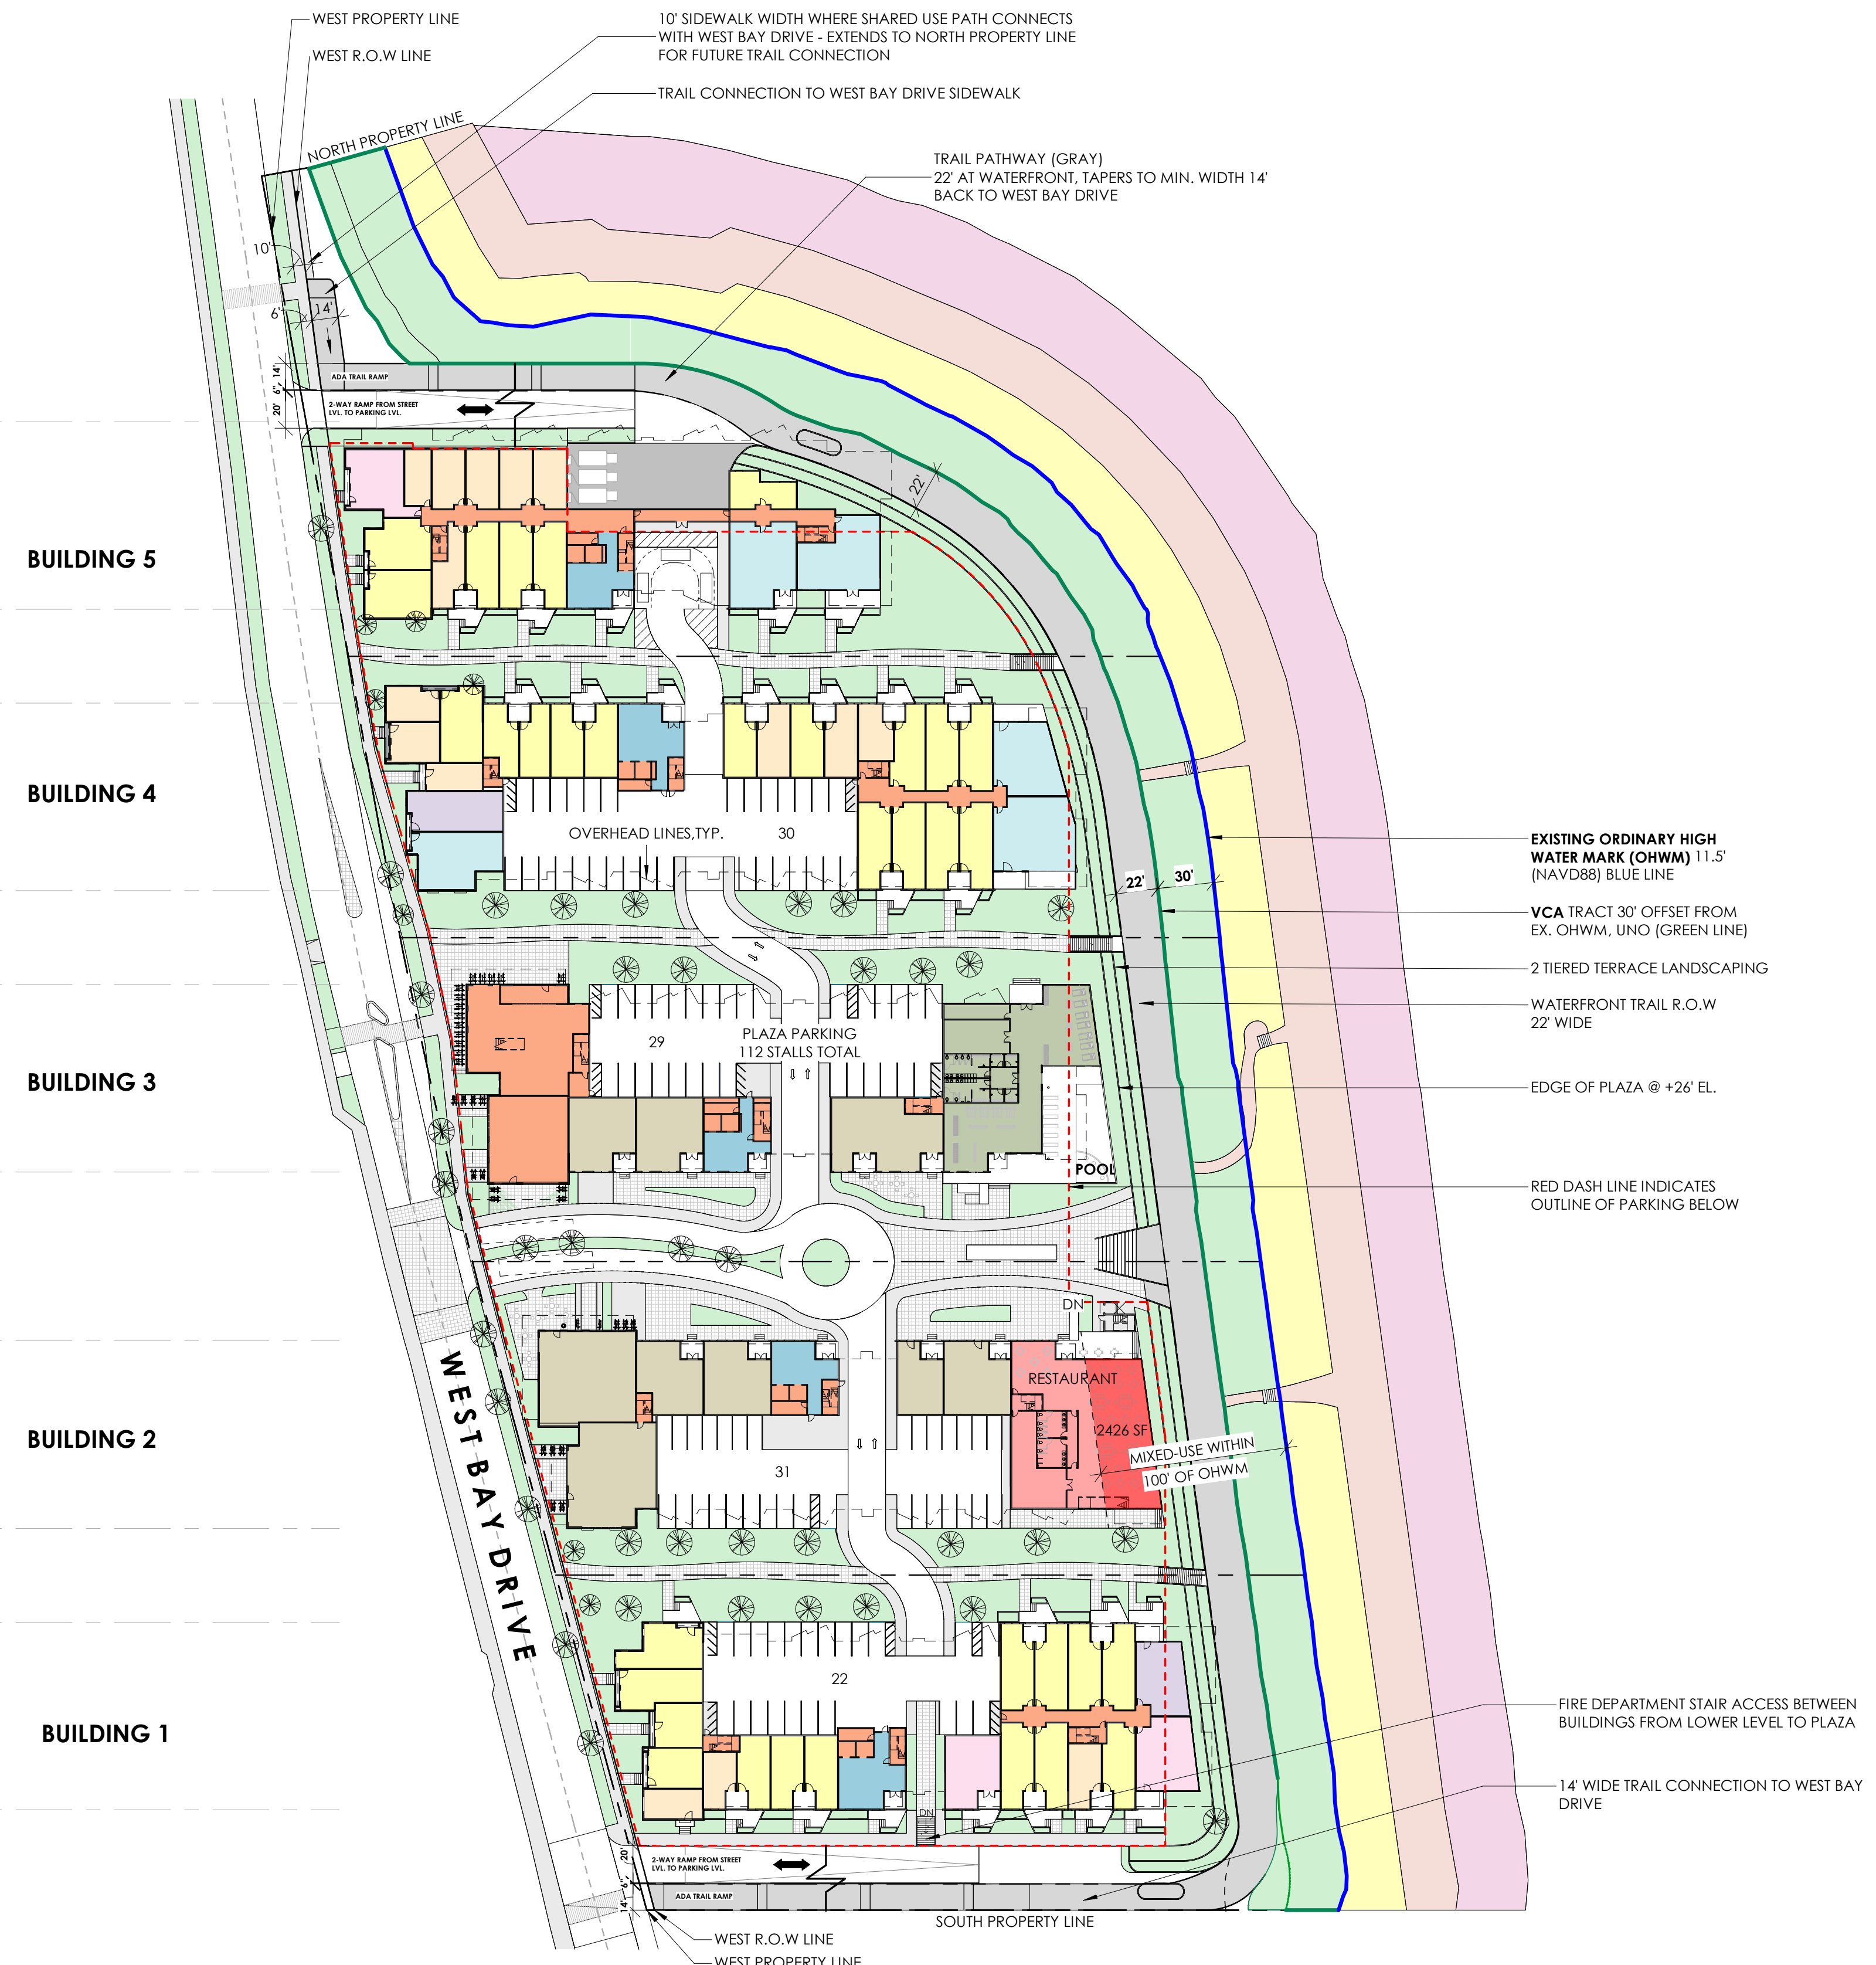 WEST PROPERTY LINE
WEST R.O.W LINE
10' SIDEWALK WIDTH WHERE SHARED USE PATH CONNECTS
WITH WEST BAY DRIVE - EXTENDS TO NORTH PROPERTY LINE
FOR FUTURE TRAIL CONNECTION
TRAIL CONNECTION TO WEST BAY DRIVE SIDEWALK
NORTH PROPERTY LINE
TRAIL PATHWAY (GRAY)
22' AT WATERFRONT, TAPERS TO MIN. WIDTH 14'
BACK TO WEST BAY DRIVE
10'
6'
14'
14'
6"
20'
ADA TRAIL RAMP
2-WAY RAMP FROM STREET
LVL. TO PARKING LVL.
22'
BUILDING 5
BUILDING 4
OVERHEAD LINES,TYP.
30
22'
30'
EXISTING ORDINARY HIGH
WATER MARK (OHWM) 11.5'
(NAVD88) BLUE LINE
VCA TRACT 30' OFFSET FROM
EX. OHWM, UNO (GREEN LINE)
2 TIERED TERRACE LANDSCAPING
WATERFRONT TRAIL R.O.W
22' WIDE
BUILDING 3
29
PLAZA PARKING
112 STALLS TOTAL
EDGE OF PLAZA @ +26' EL.
POOL
RED DASH LINE INDICATES
OUTLINE OF PARKING BELOW
DN
WEST BAY DRIVE
BUILDING 2
31
RESTAURANT
2426 SF
MIXED-USE WITHIN
100' OF OHWM
BUILDING 1
22
DN
FIRE DEPARTMENT STAIR ACCESS BETWEEN
BUILDINGS FROM LOWER LEVEL TO PLAZA
14' WIDE TRAIL CONNECTION TO WEST BAY
DRIVE
20'
6"
14'
2-WAY RAMP FROM STREET
LVL. TO PARKING LVL.
ADA TRAIL RAMP
SOUTH PROPERTY LINE
WEST R.O.W LINE
WEST PROPERTY LINE